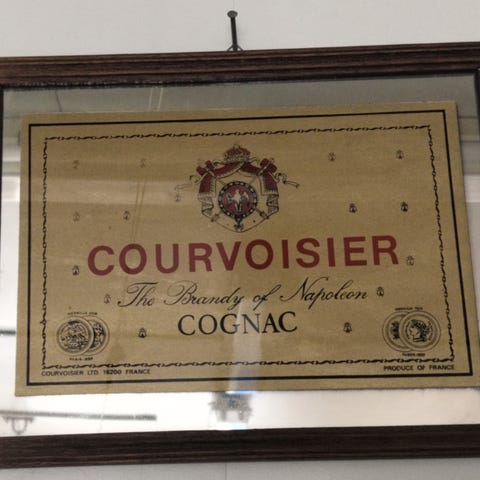 COURVOISIER
The Brandy of Napoleon
COGNAC
COURVOISIER LTD. 16200 FRANCE
PRODUCE OF FRANCE